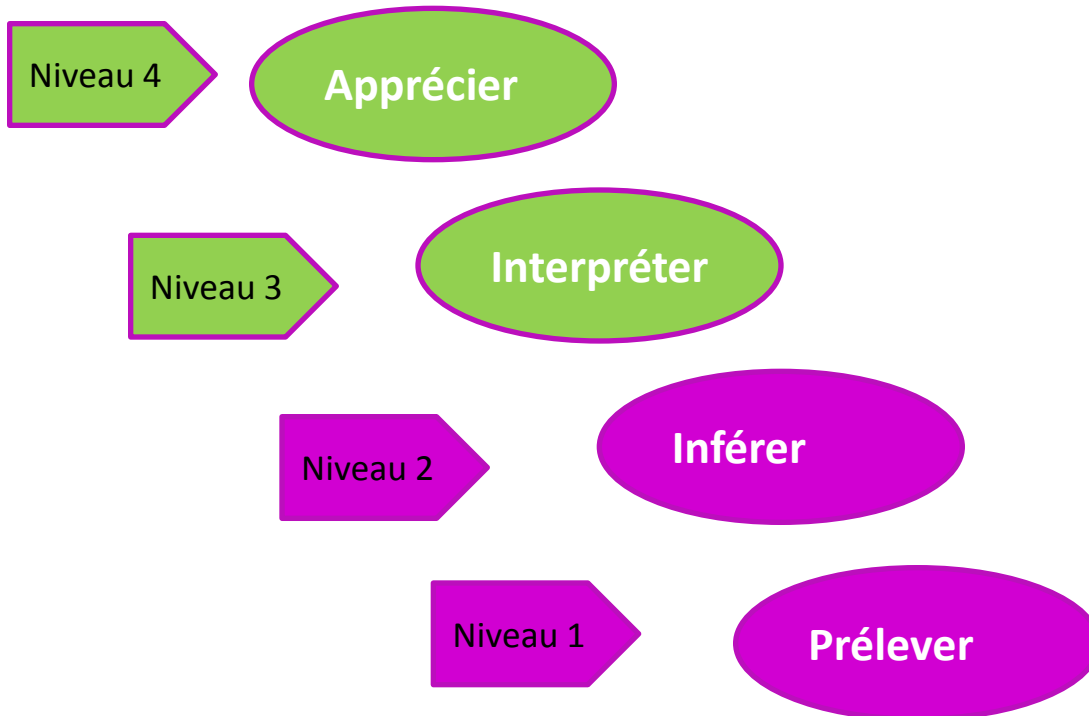 Niveau 4
Apprécier
Niveau 3
Interpréter
Niveau 2
Inférer
Niveau 1
Prélever